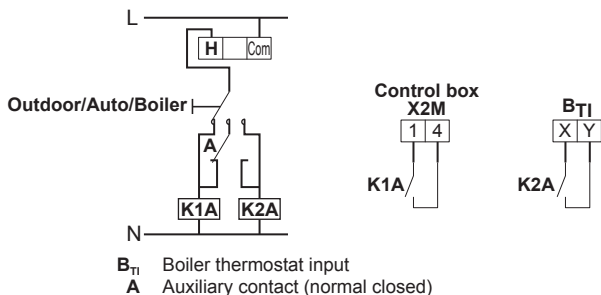 L
H Com
Outdoor/Auto/Boiler
A
K1A K2A
N
Control box
X2M
1 4
K1A
BTI
X Y
K2A
BTI Boiler thermostat input
A Auxiliary contact (normal closed)